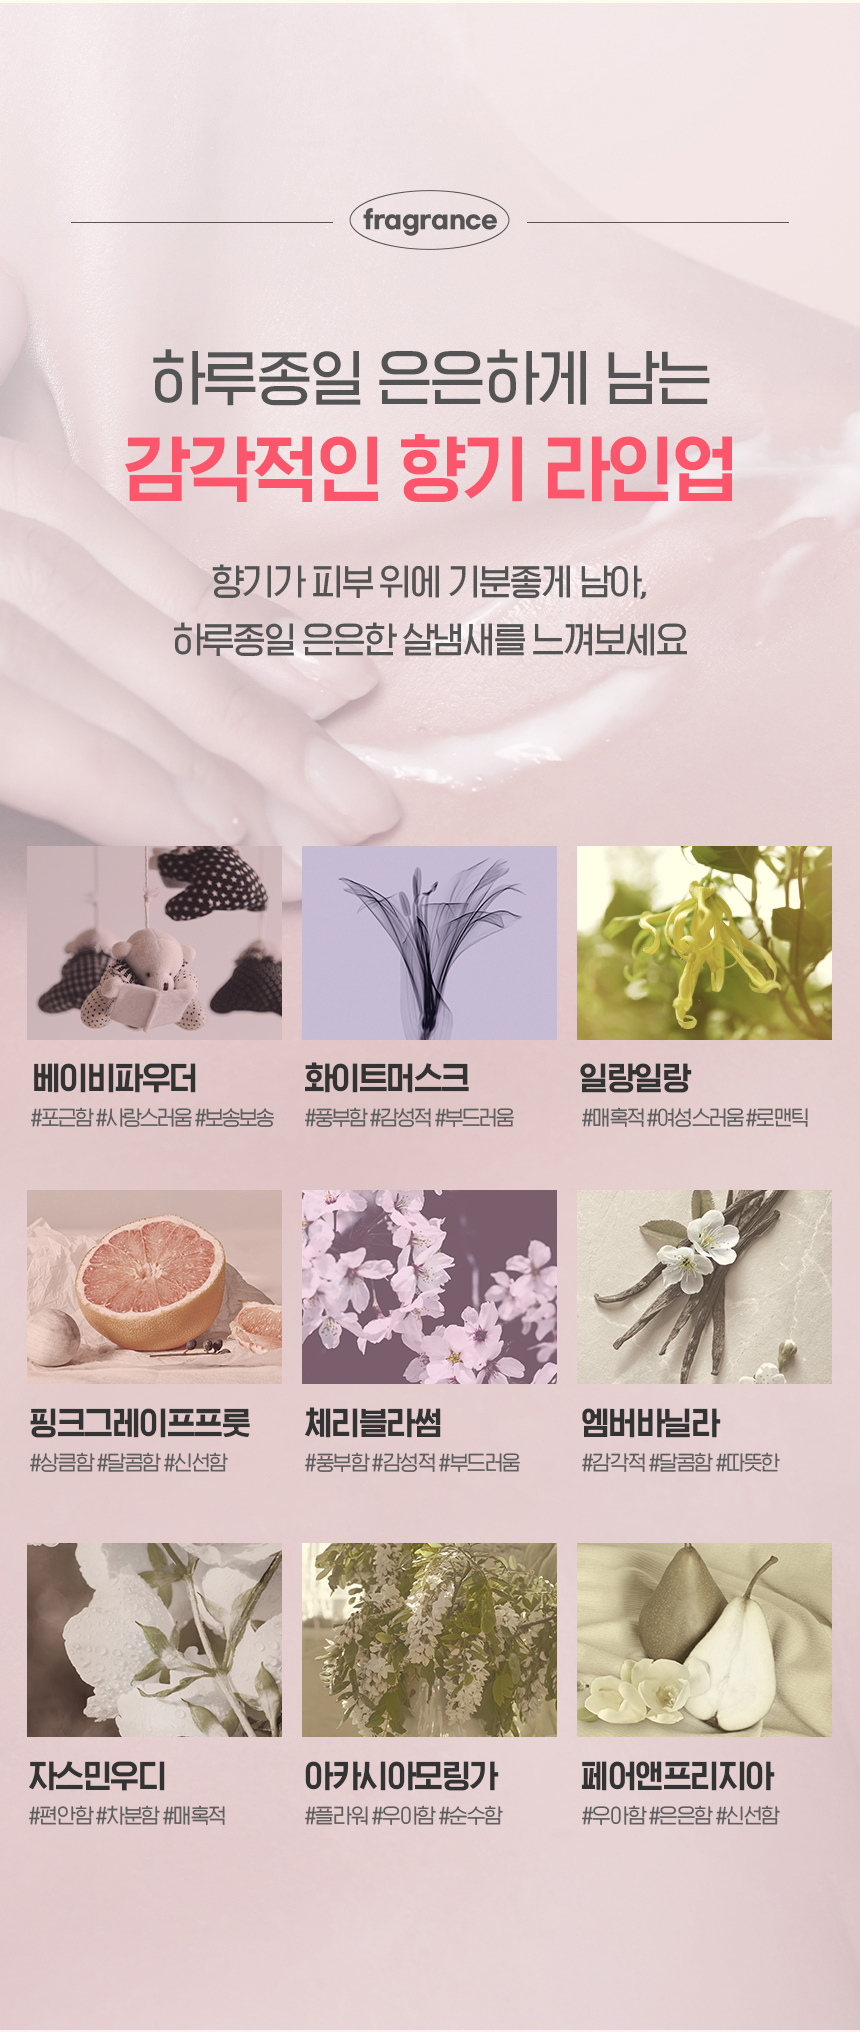 fragrance
하루종일 은은하게 남는
감각적인 향기 라인업
향기가 피부 위에 기분좋게 남아,
하루종일 은은한 살냄새를 느껴보세요
베이비파우더
#포근함 #사랑스러움 #보송보송
화이트머스크
#풍부함 #감성적 #부드러움
일랑일랑
#매혹적 #여성스러움 #로맨틱
핑크그레이프프룻
#상큼함 #달콤함 #신선함
체리블라썸
#풍부함 #감성적 #부드러움
엠버바닐라
#감각적 #달콤함 #따뜻한
자스민우디
#편안함 #차분함 #매혹적
아카시아모링가
#플라워 #우아함 #순수함
페어앤프리지아
#우아함 #은은함 #신선함